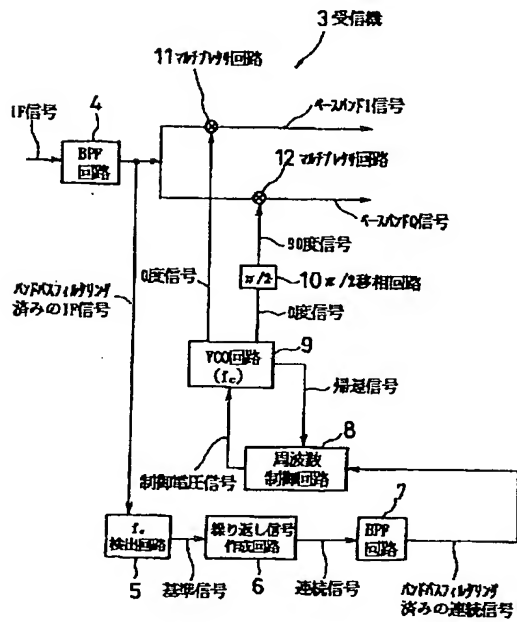 3 受信機
11 マルチプレクサ回路
IF信号
4
BPF
回路
ベースバンドI信号
12 マルチプレクサ回路
ベースバンドQ信号
90度信号
0度信号
π/2
10 π/2移相回路
0度信号
バンドパスフィルタリング
済みのIF信号
VCO回路
(fc)
9
帰還信号
8
周波数
制御回路
制御電圧信号
7
検出回路
5
基準信号
繰り返し信号
作成回路
6
連続信号
BPF
回路
バンドパスフィルタリング
済みの連続信号